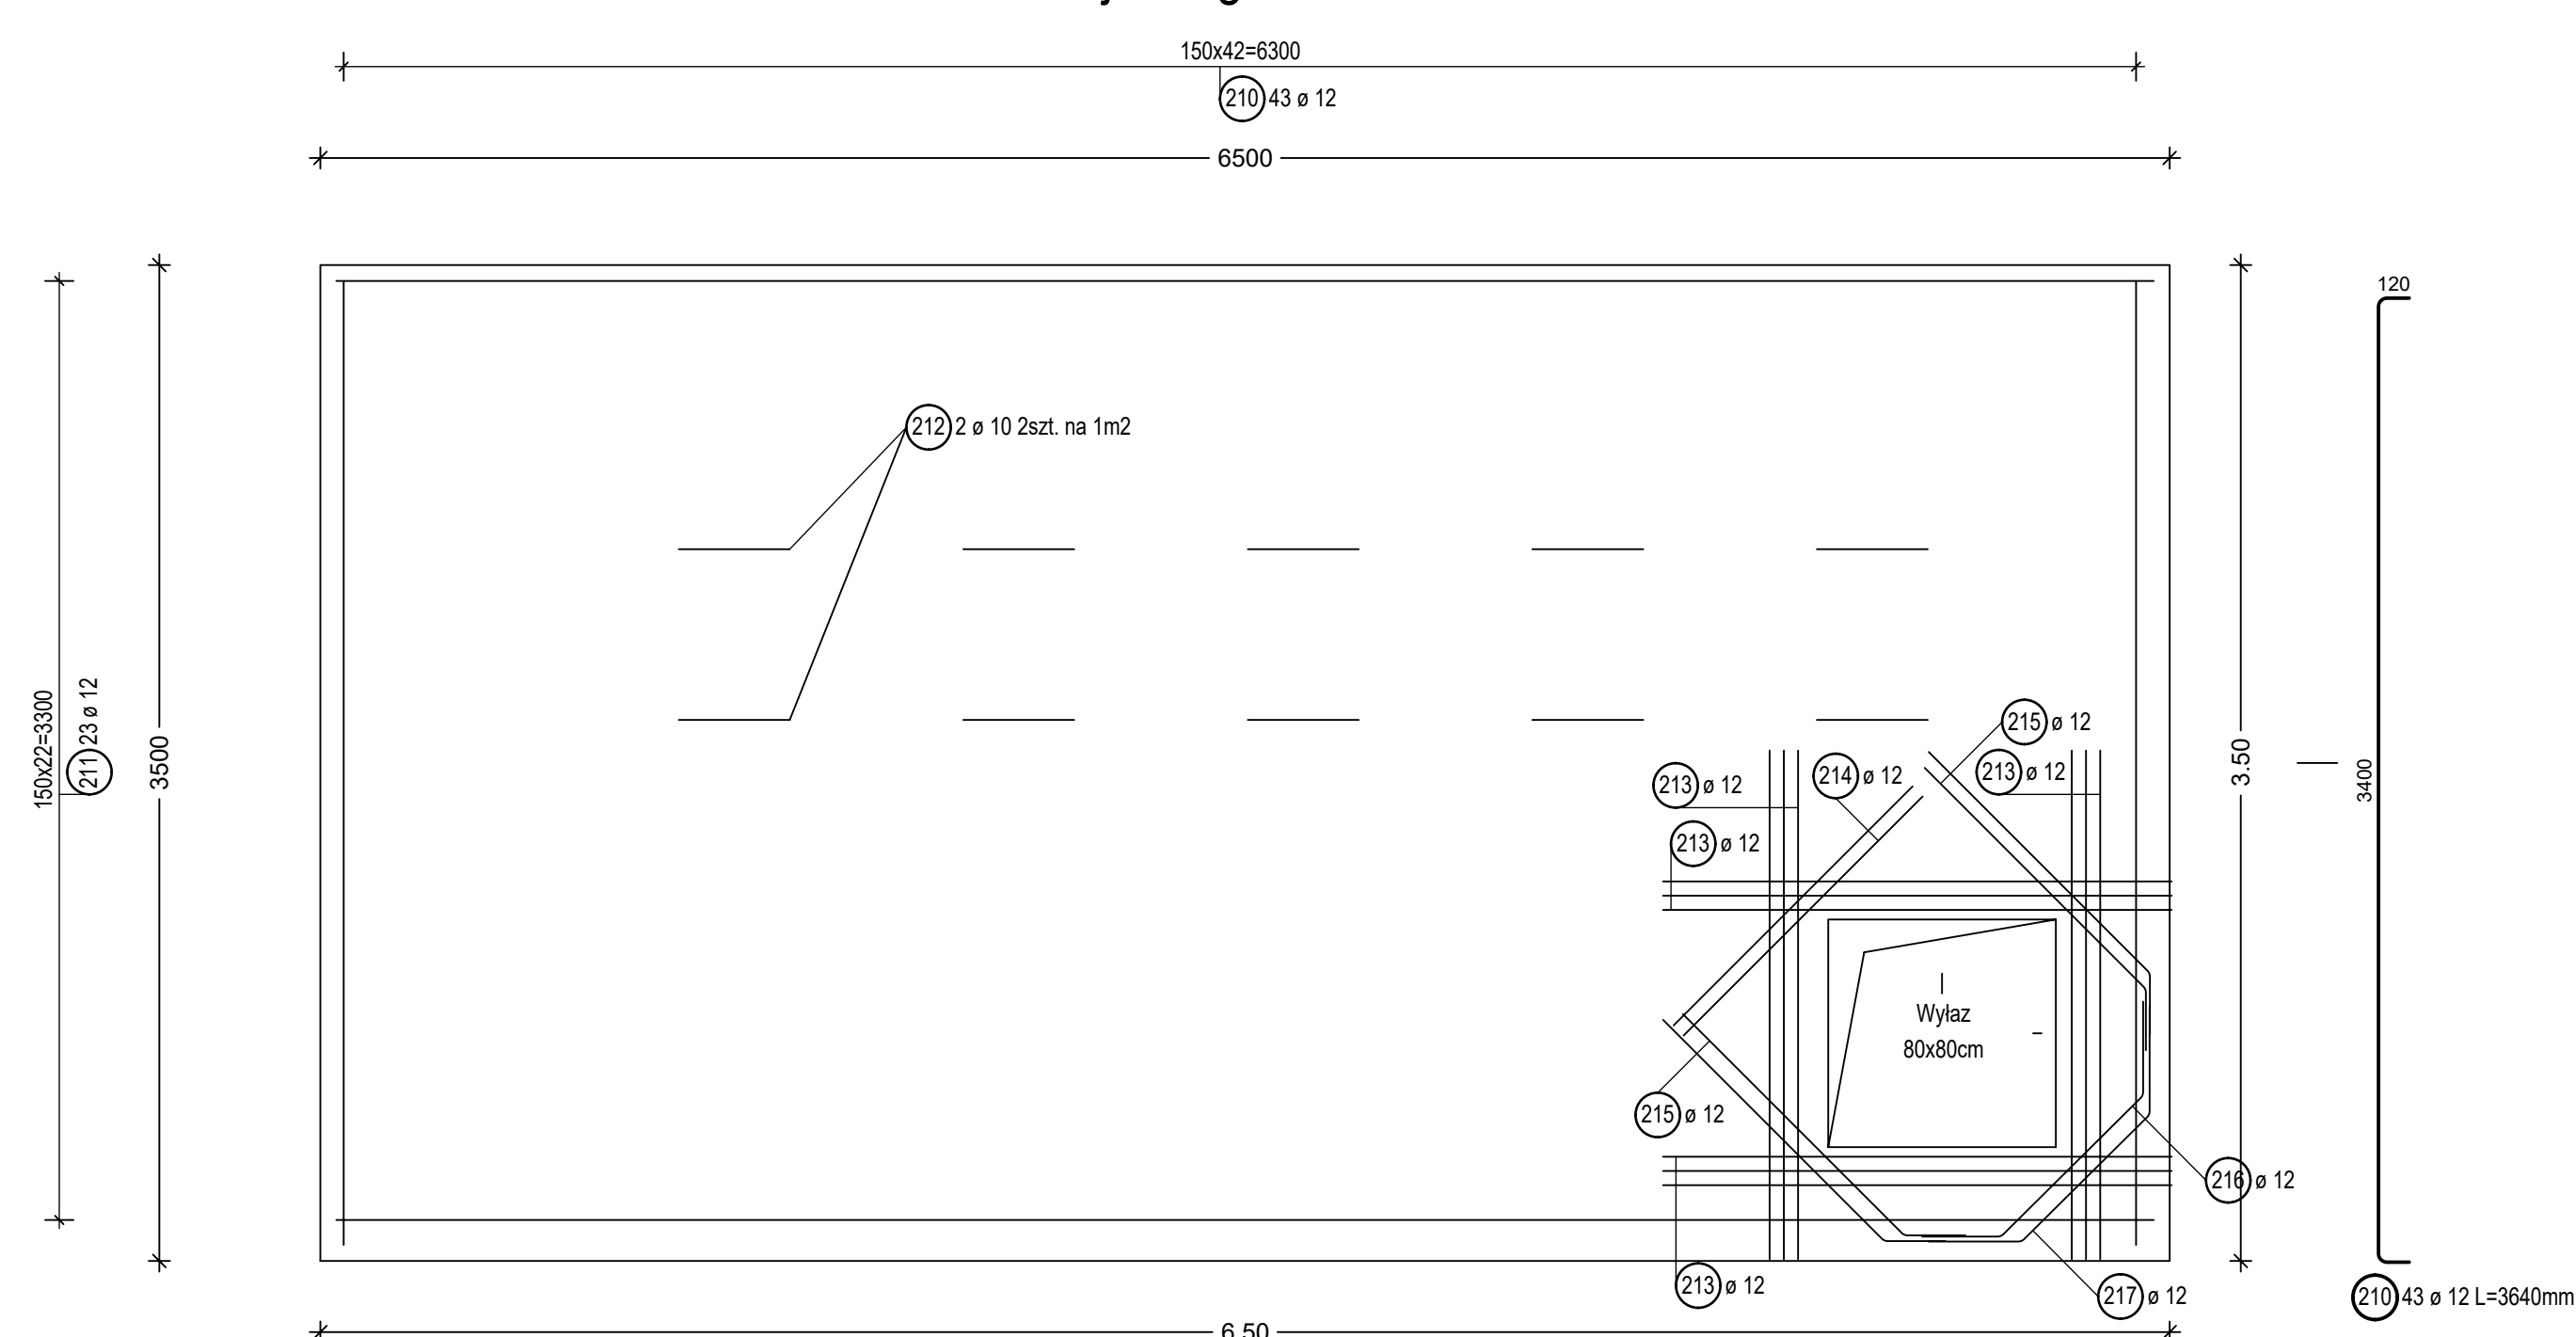 150x42=6300
210 43 ø 12
6500
120
212 2 ø 10 2szt. na 1m2
150x22=3300
211 23 ø 12
3500
215 ø 12
213 ø 12
214 ø 12
213 ø 12
213 ø 12
3.50
3400
Wyłaz
80x80cm
215 ø 12
216 ø 12
213 ø 12
217 ø 12
210 43 ø 12 L=3640mm
6.50